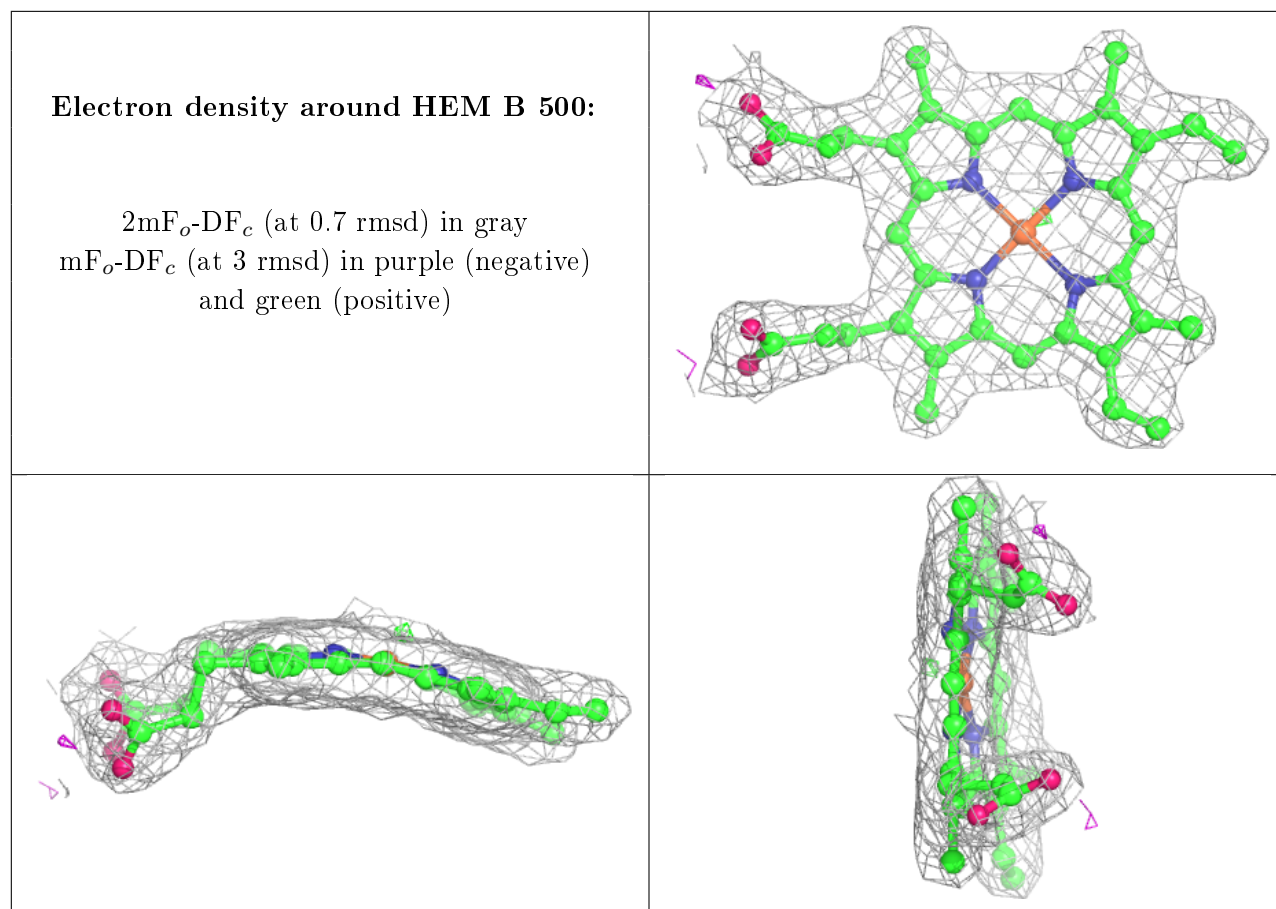 Electron density around HEM B 500:
2mFₒ-DF𝒸 (at 0.7 rmsd) in gray
mFₒ-DF𝒸 (at 3 rmsd) in purple (negative)
and green (positive)